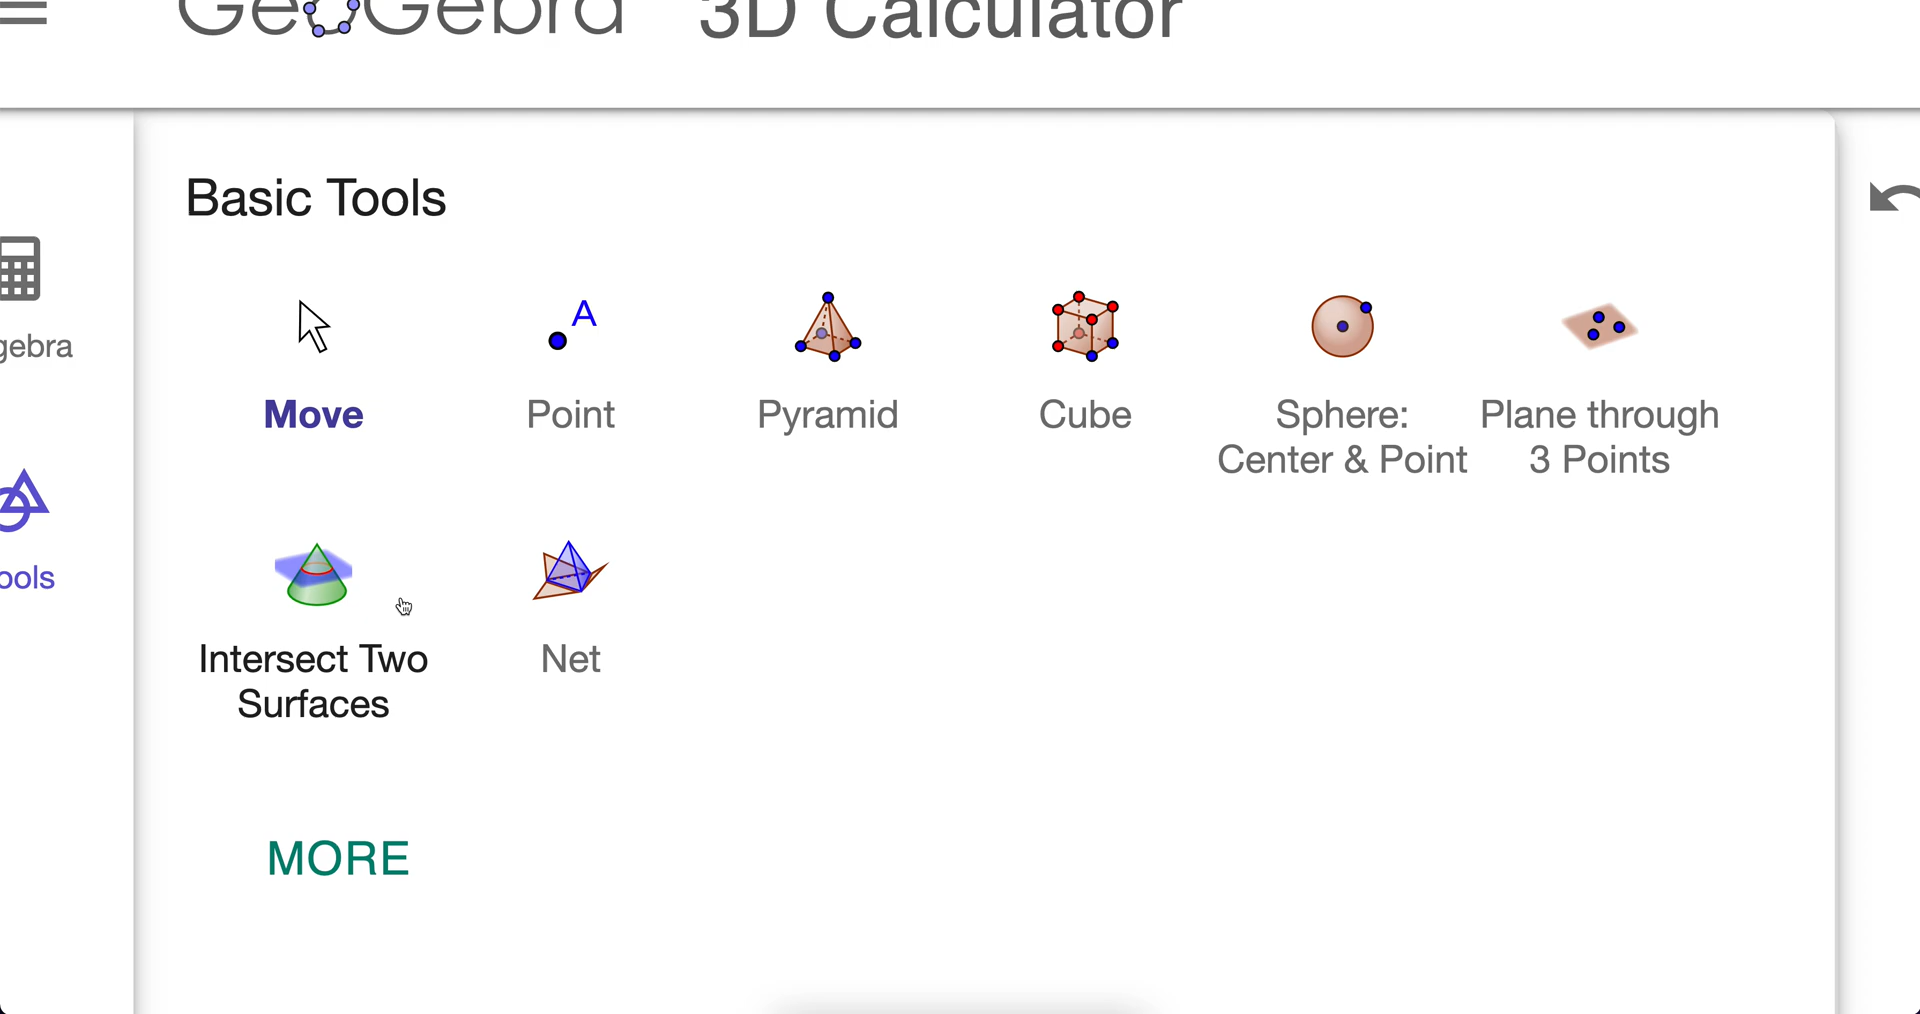 GeoGebra 3D Calculator
Basic Tools
A
Move Point Pyramid Cube Sphere: Plane through
Center & Point 3 Points
gebra
Intersect Two Net
Surfaces
ools
MORE